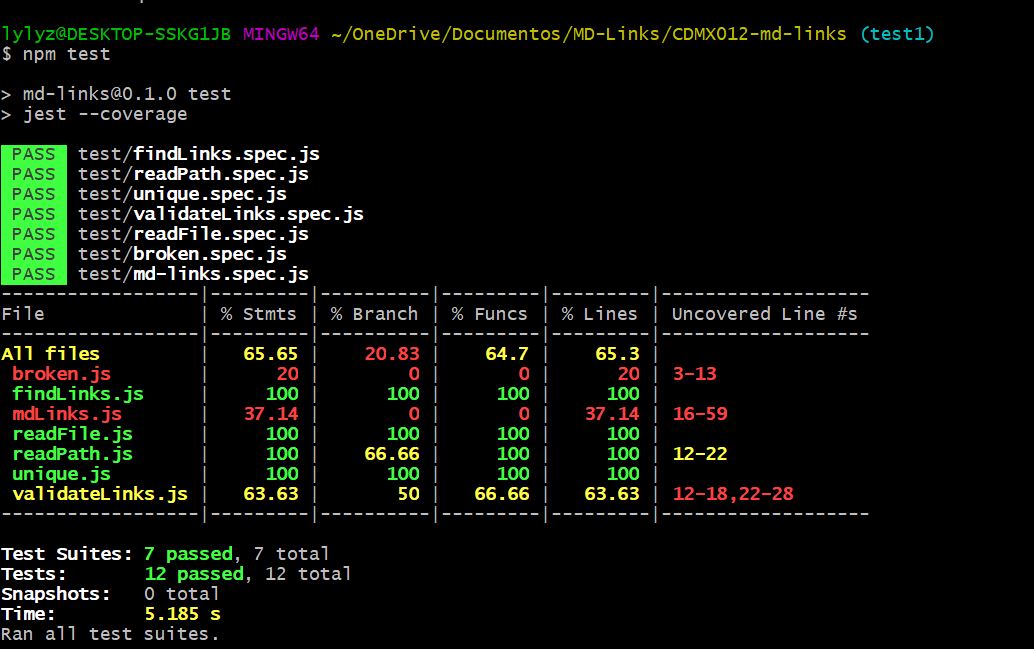 lylyz@DESKTOP-SSKG1JB MINGW64 ~/OneDrive/Documentos/MD-Links/CDMX012-md-links (test1)
$ npm test
> md-links@0.1.0 test
> jest --coverage
PASS test/findLinks.spec.js
PASS test/readPath.spec.js
PASS test/unique.spec.js
PASS test/validateLinks.spec.js
PASS test/readFile.spec.js
PASS test/broken.spec.js
PASS test/md-links.spec.js
------------------|---------|----------|---------|---------|-------------------
File              | % Stmts | % Branch | % Funcs | % Lines | Uncovered Line #s
------------------|---------|----------|---------|---------|-------------------
All files         |   65.65 |    20.83 |    64.7 |    65.3 |
 broken.js        |      20 |        0 |       0 |      20 | 3-13
 findLinks.js     |     100 |      100 |     100 |     100 |
 mdLinks.js       |   37.14 |        0 |       0 |   37.14 | 16-59
 readFile.js      |     100 |      100 |     100 |     100 |
 readPath.js      |     100 |    66.66 |     100 |     100 | 12-22
 unique.js        |     100 |      100 |     100 |     100 |
 validateLinks.js |   63.63 |       50 |   66.66 |   63.63 | 12-18,22-28
------------------|---------|----------|---------|---------|-------------------
Test Suites: 7 passed, 7 total
Tests:       12 passed, 12 total
Snapshots:   0 total
Time:        5.185 s
Ran all test suites.